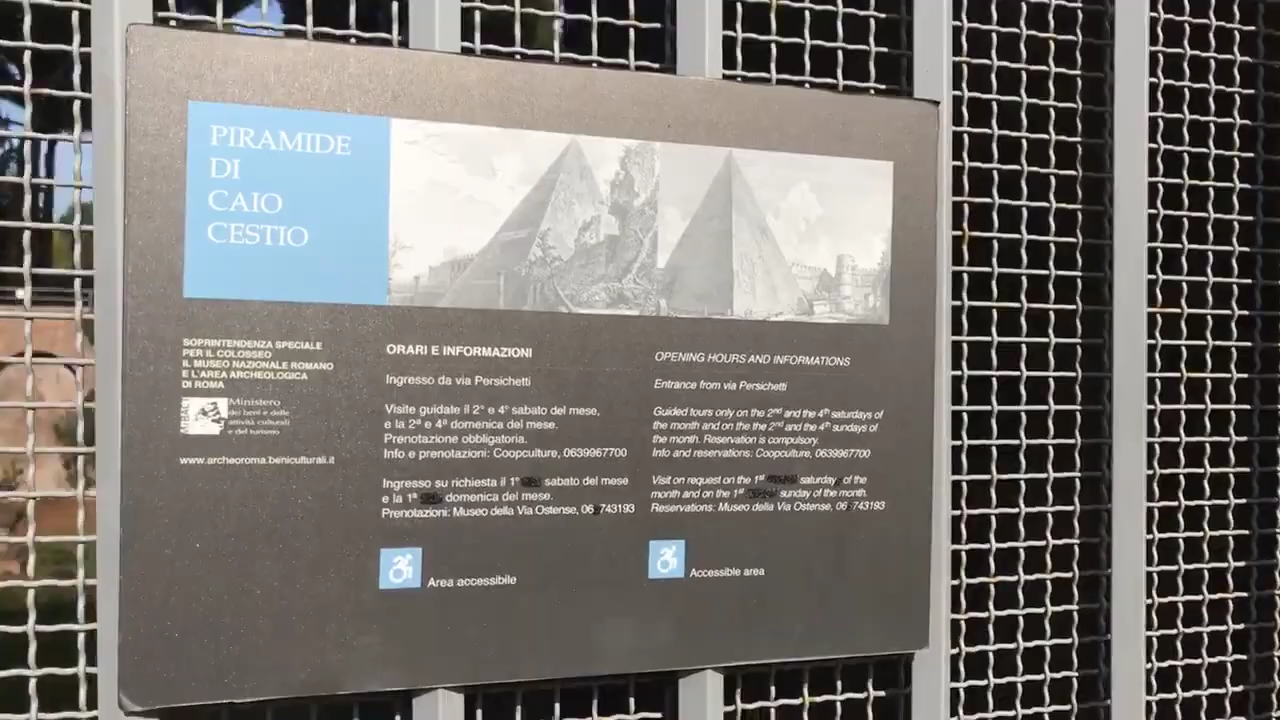 PIRAMIDE
DI
CAIO
CESTIO
SOPRINTENDENZA SPECIALE
PER IL COLOSSEO
IL MUSEO NAZIONALE ROMANO
E L'AREA ARCHEOLOGICA
DI ROMA
MiBACT
Ministero
dei beni e delle
attività culturali
e del turismo
www.archeoroma.beniculturali.it
ORARI E INFORMAZIONI
Ingresso da via Persichetti
Visite guidate il 2° e 4° sabato del mese,
e la 2ª e 4ª domenica del mese.
Prenotazione obbligatoria.
Info e prenotazioni: Coopculture, 0639967700
Ingresso su richiesta il 1° sabato del mese
e la 1ª domenica del mese.
Prenotazioni: Museo della Via Ostense, 06 743193
Area accessibile
OPENING HOURS AND INFORMATIONS
Entrance from via Persichetti
Guided tours only on the 2nd and the 4th saturdays of
the month and on the the 2nd and the 4th sundays of
the month. Reservation is compulsory.
Info and reservations: Coopculture, 0639967700
Visit on request on the 1st saturday of the
month and on the 1st sunday of the month.
Reservations: Museo della Via Ostense, 06 743193
Accessible area